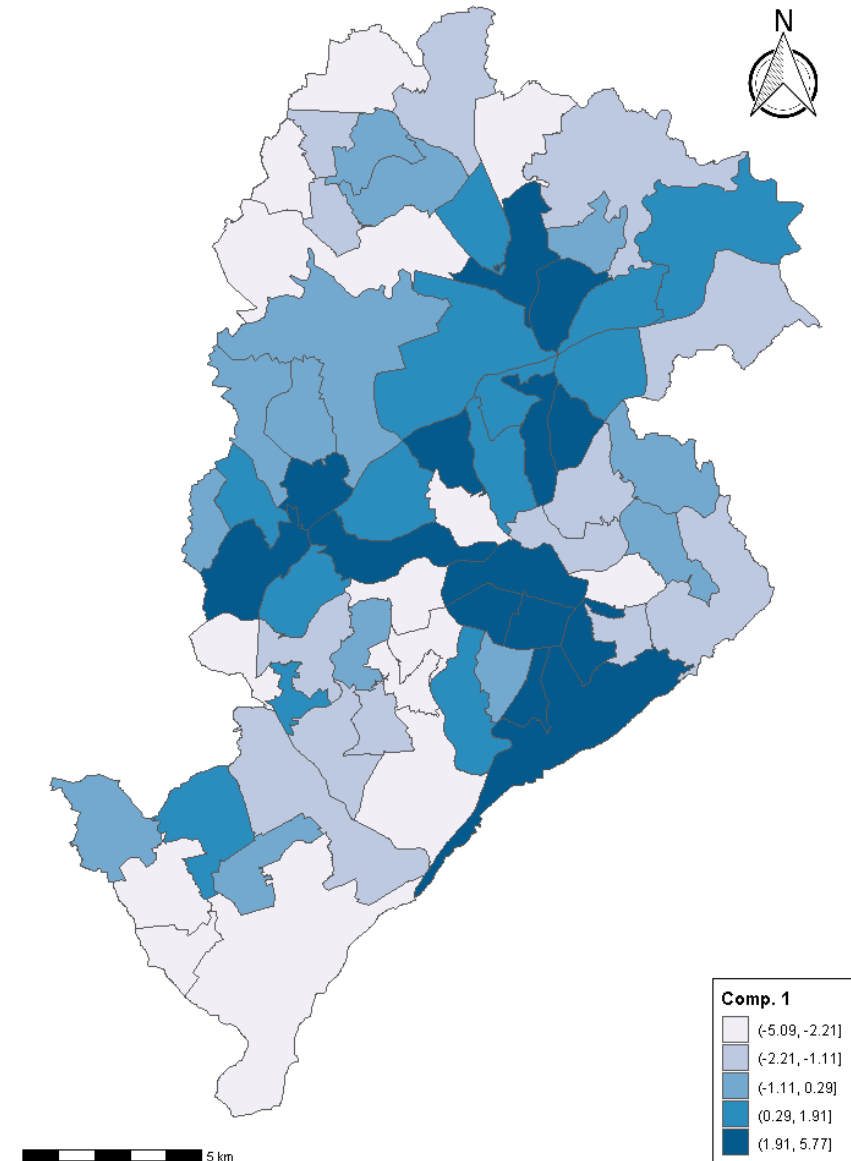 N
Comp. 1
(-5.09, -2.21]
(-2.21, -1.11]
(-1.11, 0.29]
(0.29, 1.91]
(1.91, 5.77]
5 km